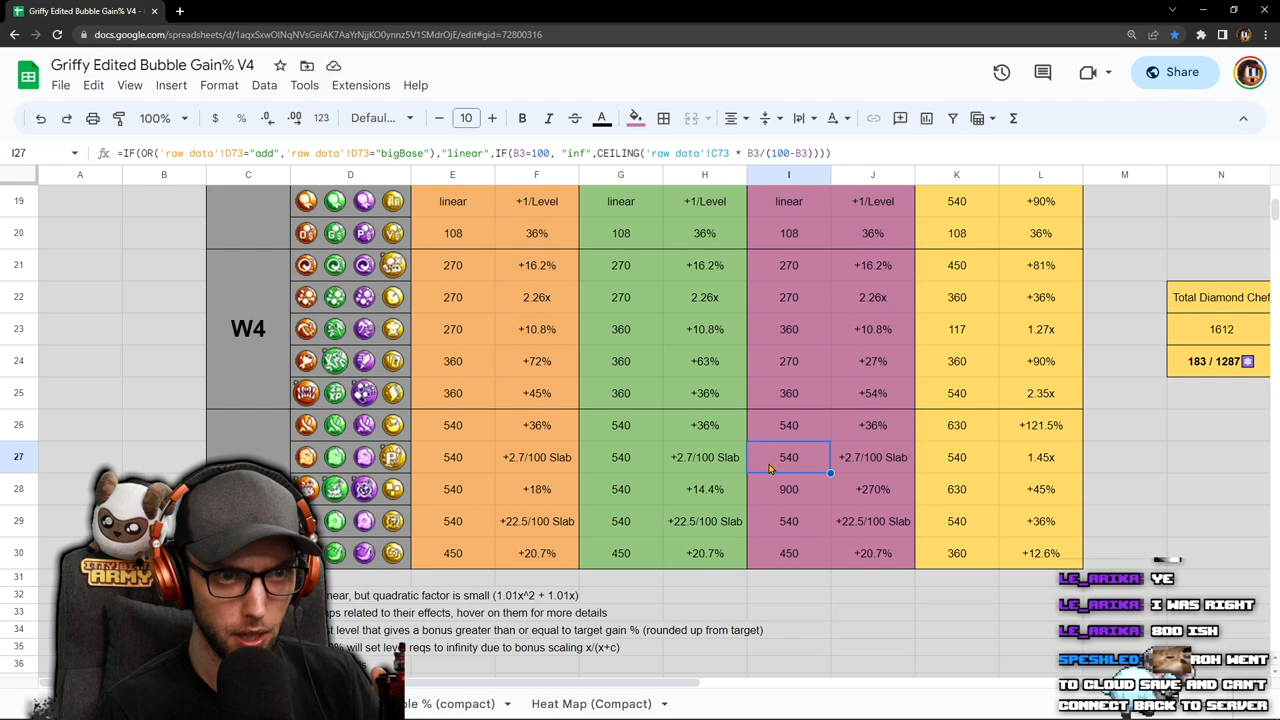 Griffy Edited Bubble Gain% V4 -
docs.google.com/spreadsheets/d/1aqxSxwOlNqNVsGeiAK7AaYrNjjKO0ynnz5V1SMdrOjE/edit#gid=72800316
Griffy Edited Bubble Gain% V4
File Edit View Insert Format Data Tools Extensions Help
Share
100% $ % .0 .00 123 Defaul... 10 B I A
I27 =IF(OR('raw data'!D73="add",'raw data'!D73="bigBase"),"linear",IF(B3=100, "inf",CEILING('raw data'!C73 * B3/(100-B3))))
A B C D E F G H I J K L M N
19 linear +1/Level linear +1/Level linear +1/Level 540 +90%
20 108 36% 108 36% 108 36% 108 36%
21 270 +16.2% 270 +16.2% 270 +16.2% 450 +81%
22 270 2.26x 270 2.26x 270 2.26x 360 +36% Total Diamond Chef
W4
23 270 +10.8% 360 +10.8% 360 +10.8% 117 1.27x 1612
24 360 +72% 360 +63% 270 +27% 360 +90% 183 / 1287
25 360 +45% 360 +36% 360 +54% 540 2.35x
26 540 +36% 540 +36% 540 +36% 630 +121.5%
27 540 +2.7/100 Slab 540 +2.7/100 Slab 540 +2.7/100 Slab 540 1.45x
28 540 +18% 540 +14.4% 900 +270% 630 +45%
29 540 +22.5/100 Slab 540 +22.5/100 Slab 540 +22.5/100 Slab 540 +36%
30 450 +20.7% 450 +20.7% 450 +20.7% 360 +12.6%
31
32 near, but quadratic factor is small (1.01x^2 + 1.01x)
33 ps related to their effects, hover on them for more details
34 st level that gives a bonus greater than or equal to target gain % (rounded up from target)
35 % will set level reqs to infinity due to bonus scaling x/(x+c)
36
ITTY BITTY
ARMY
LE_ARIKA: YE
LE_ARIKA: I WAS RIGHT
LE_ARIKA: 800 ISH
SPESHLED: ROH WENT
TO CLOUD SAVE AND CAN'T
CONNECT BACK TO SERVER
le % (compact) Heat Map (Compact)